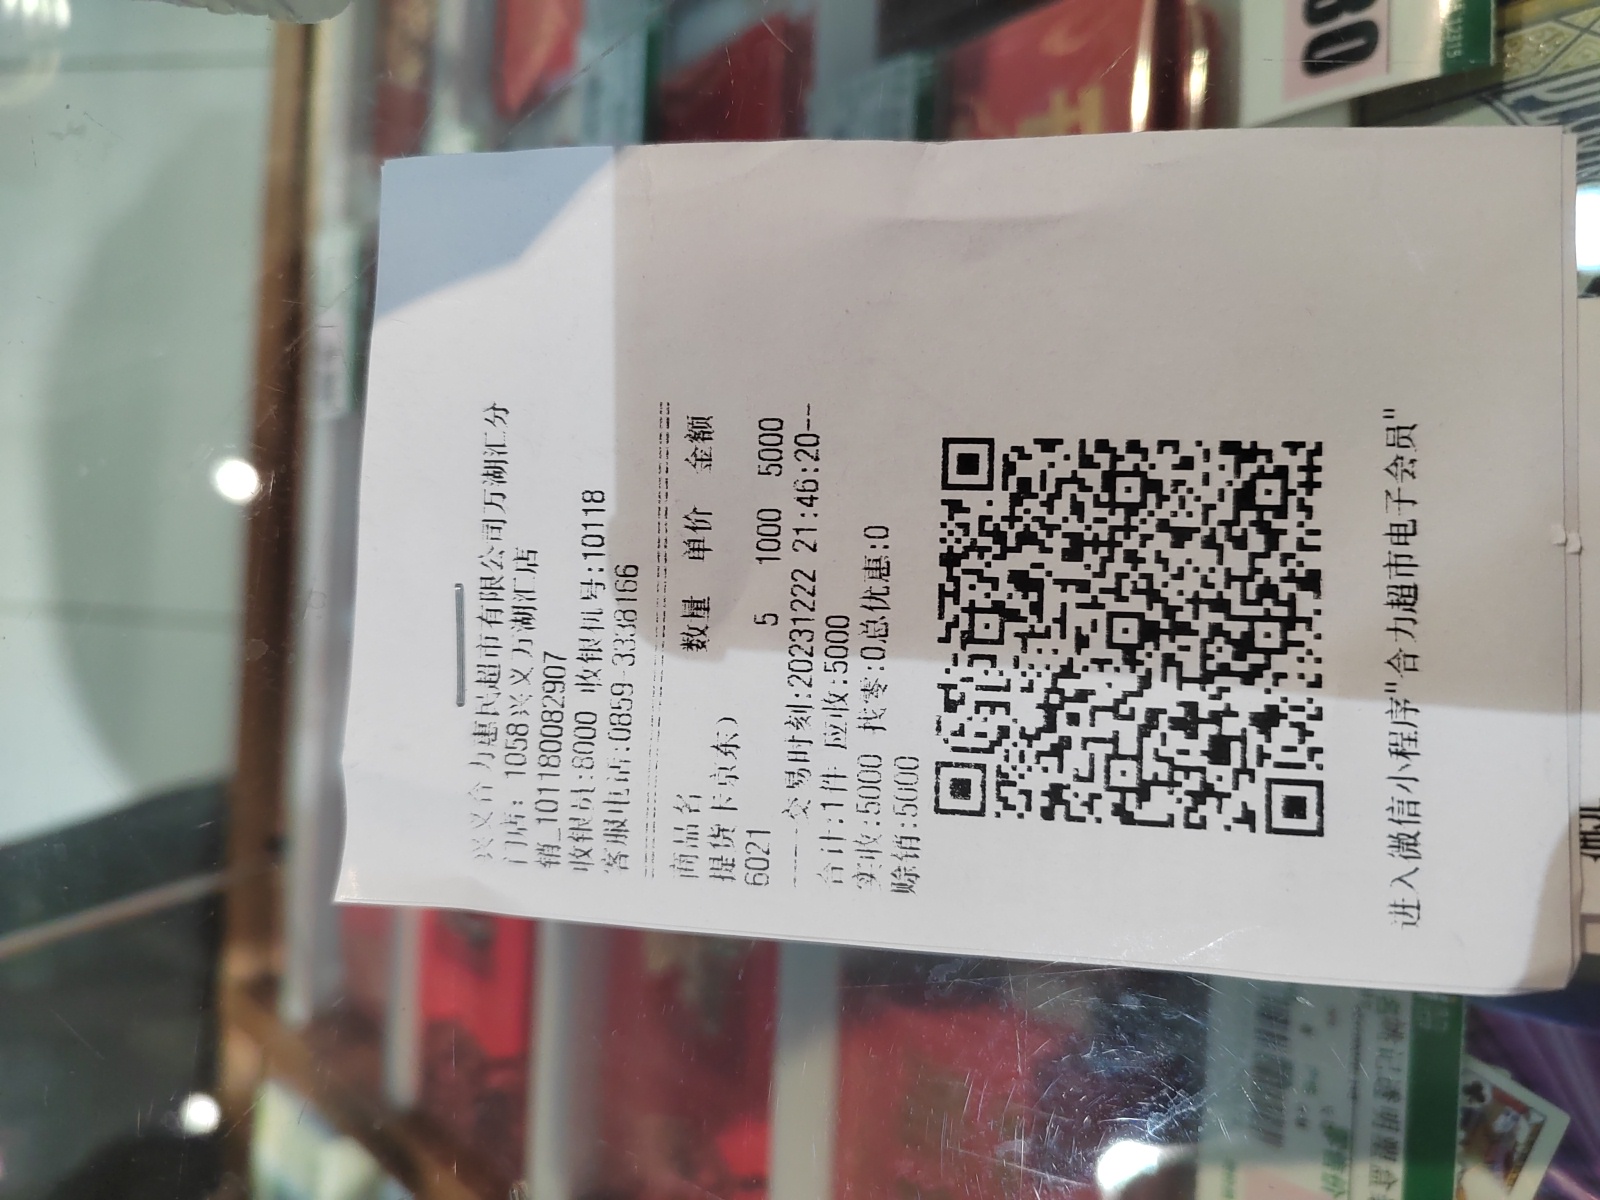 兴义合力惠民超市有限公司万湖汇分
门店: 1058兴义万湖汇店
销_101180082907
收银员:8000 收银机号:10118
客服电话:0859-3338166
商品名 数量 单价 金额
提货卡(京东)
6021 5 1000 5000
----交易时刻:20231222 21:46:20--
合计:1件 应收:5000
实收:5000 找零:0总优惠:0
赊销:5000
进入微信小程序"合力超市电子会员"